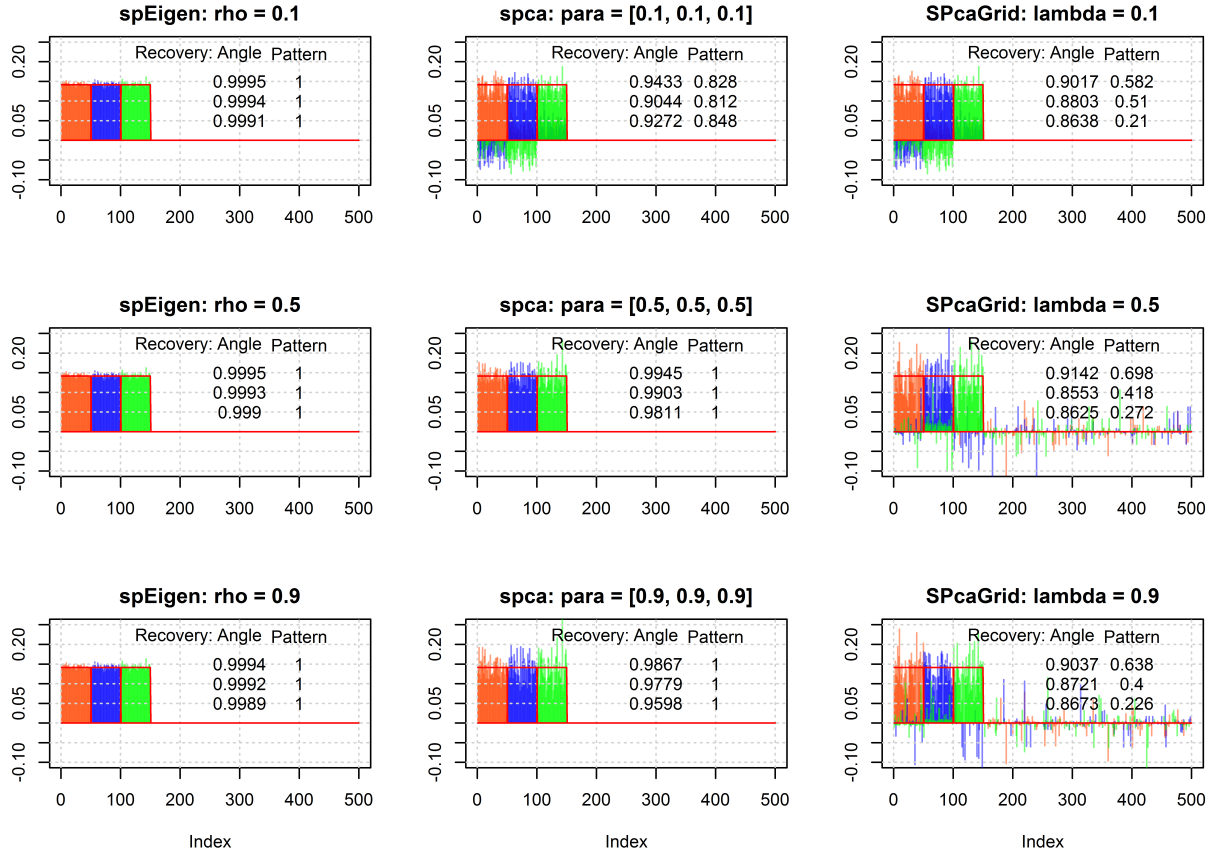 spEigen: rho = 0.1
Recovery: Angle Pattern
0.9995 1
0.9994 1
0.9991 1
0.20
0.05
-0.10
0 100 200 300 400 500
spca: para = [0.1, 0.1, 0.1]
Recovery: Angle Pattern
0.9433 0.828
0.9044 0.812
0.9272 0.848
0.20
0.05
-0.10
0 100 200 300 400 500
SPcaGrid: lambda = 0.1
Recovery: Angle Pattern
0.9017 0.582
0.8803 0.51
0.8638 0.21
0.20
0.05
-0.10
0 100 200 300 400 500
spEigen: rho = 0.5
Recovery: Angle Pattern
0.9995 1
0.9993 1
0.999 1
0.20
0.05
-0.10
0 100 200 300 400 500
spca: para = [0.5, 0.5, 0.5]
Recovery: Angle Pattern
0.9945 1
0.9903 1
0.9811 1
0.20
0.05
-0.10
0 100 200 300 400 500
SPcaGrid: lambda = 0.5
Recovery: Angle Pattern
0.9142 0.698
0.8553 0.418
0.8625 0.272
0.20
0.05
-0.10
0 100 200 300 400 500
spEigen: rho = 0.9
Recovery: Angle Pattern
0.9994 1
0.9992 1
0.9989 1
0.20
0.05
-0.10
0 100 200 300 400 500
Index
spca: para = [0.9, 0.9, 0.9]
Recovery: Angle Pattern
0.9867 1
0.9779 1
0.9598 1
0.20
0.05
-0.10
0 100 200 300 400 500
Index
SPcaGrid: lambda = 0.9
Recovery: Angle Pattern
0.9037 0.638
0.8721 0.4
0.8673 0.226
0.20
0.05
-0.10
0 100 200 300 400 500
Index